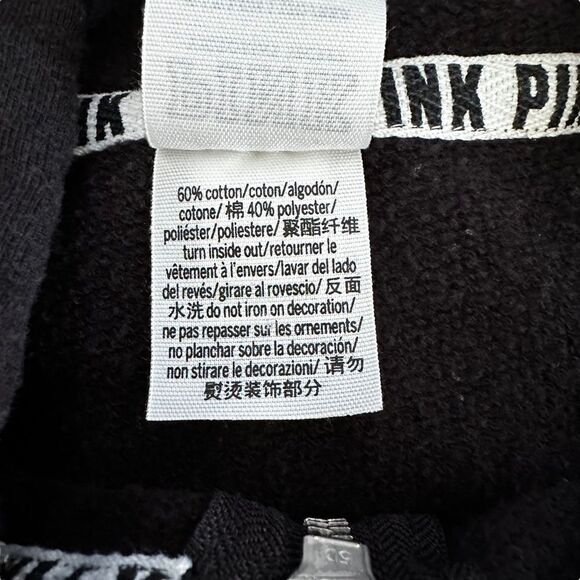 INK PI
60% cotton/coton/algodón/
cotone/ 棉 40% polyester/
poliéster/poliestere/ 聚酯纤维
turn inside out/retourner le
vêtement à l'envers/lavar del lado
del revés/girare al rovescio/ 反面
水洗 do not iron on decoration/
ne pas repasser sur les ornements/
no planchar sobre la decoración/
non stirare le decorazioni/ 请勿
熨烫装饰部分